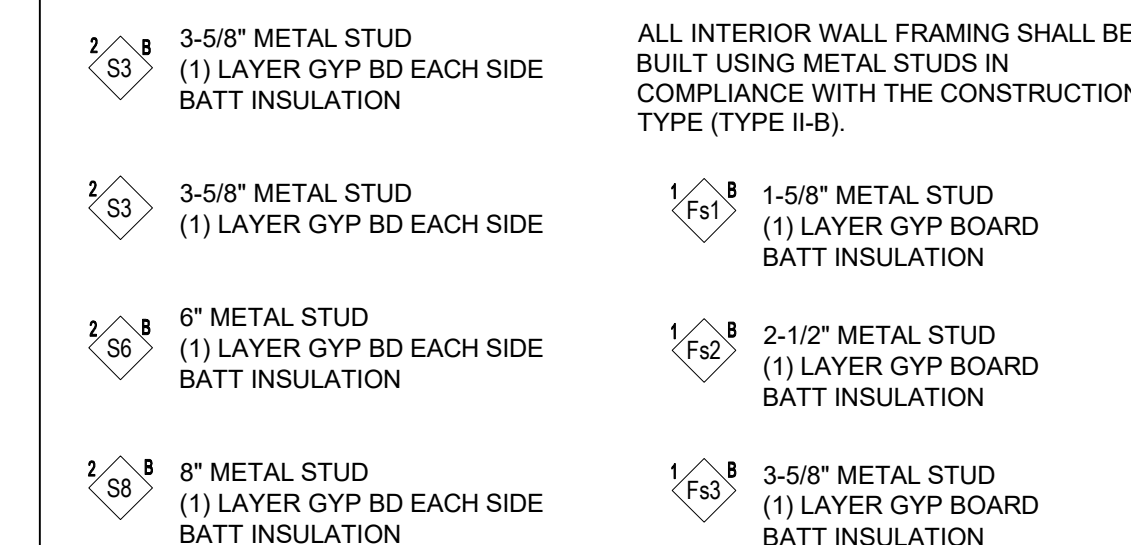 2 B
S3
3-5/8" METAL STUD
(1) LAYER GYP BD EACH SIDE
BATT INSULATION
2
S3
3-5/8" METAL STUD
(1) LAYER GYP BD EACH SIDE
2 B
S6
6" METAL STUD
(1) LAYER GYP BD EACH SIDE
BATT INSULATION
2 B
S8
8" METAL STUD
(1) LAYER GYP BD EACH SIDE
BATT INSULATION
ALL INTERIOR WALL FRAMING SHALL BE
BUILT USING METAL STUDS IN
COMPLIANCE WITH THE CONSTRUCTION
TYPE (TYPE II-B).
1 B
Fs1
1-5/8" METAL STUD
(1) LAYER GYP BOARD
BATT INSULATION
1 B
Fs2
2-1/2" METAL STUD
(1) LAYER GYP BOARD
BATT INSULATION
1 B
Fs3
3-5/8" METAL STUD
(1) LAYER GYP BOARD
BATT INSULATION